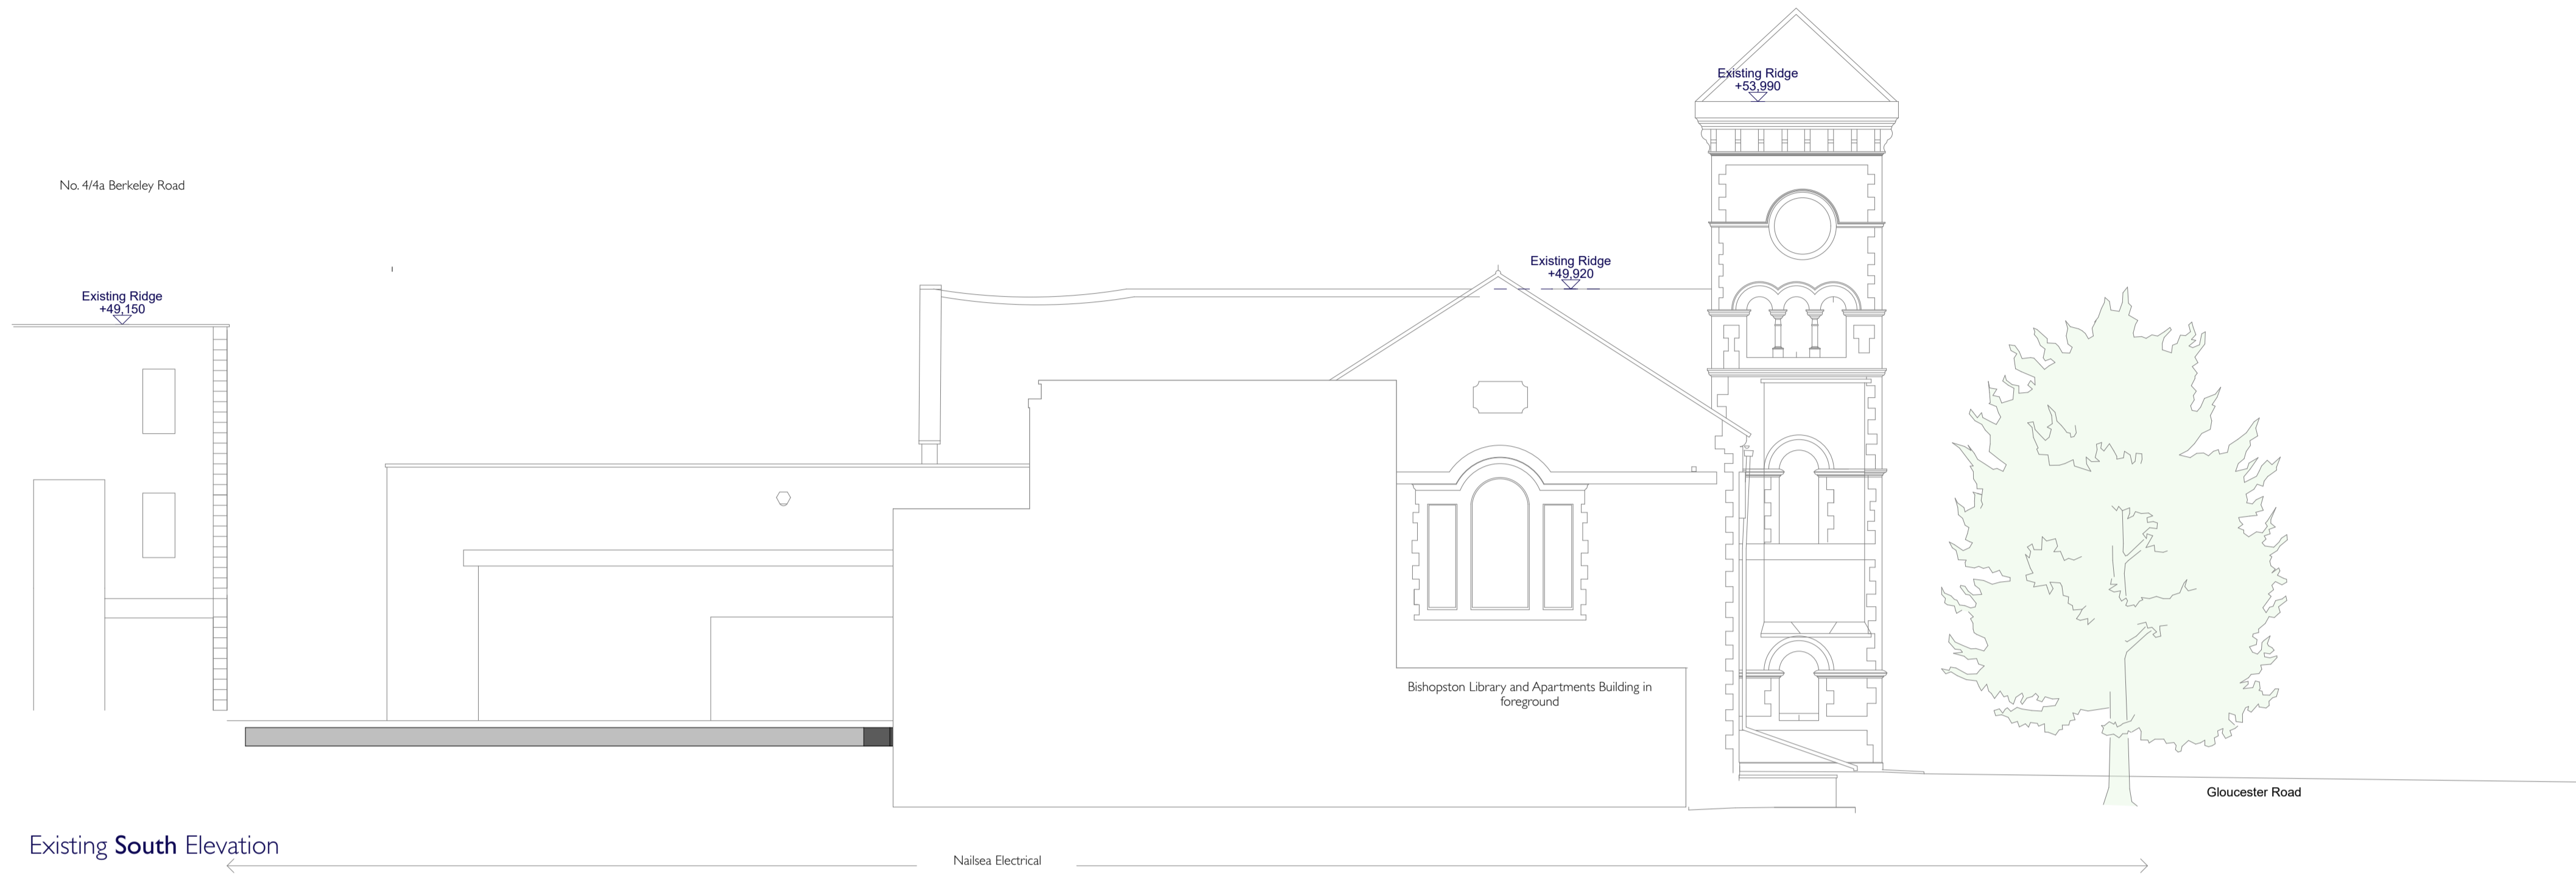 Existing Ridge
+53,990
No. 4/4a Berkeley Road
Existing Ridge
+49,920
Existing Ridge
+49,150
Bishopston Library and Apartments Building in
foreground
Gloucester Road
Existing South Elevation
Nailsea Electrical